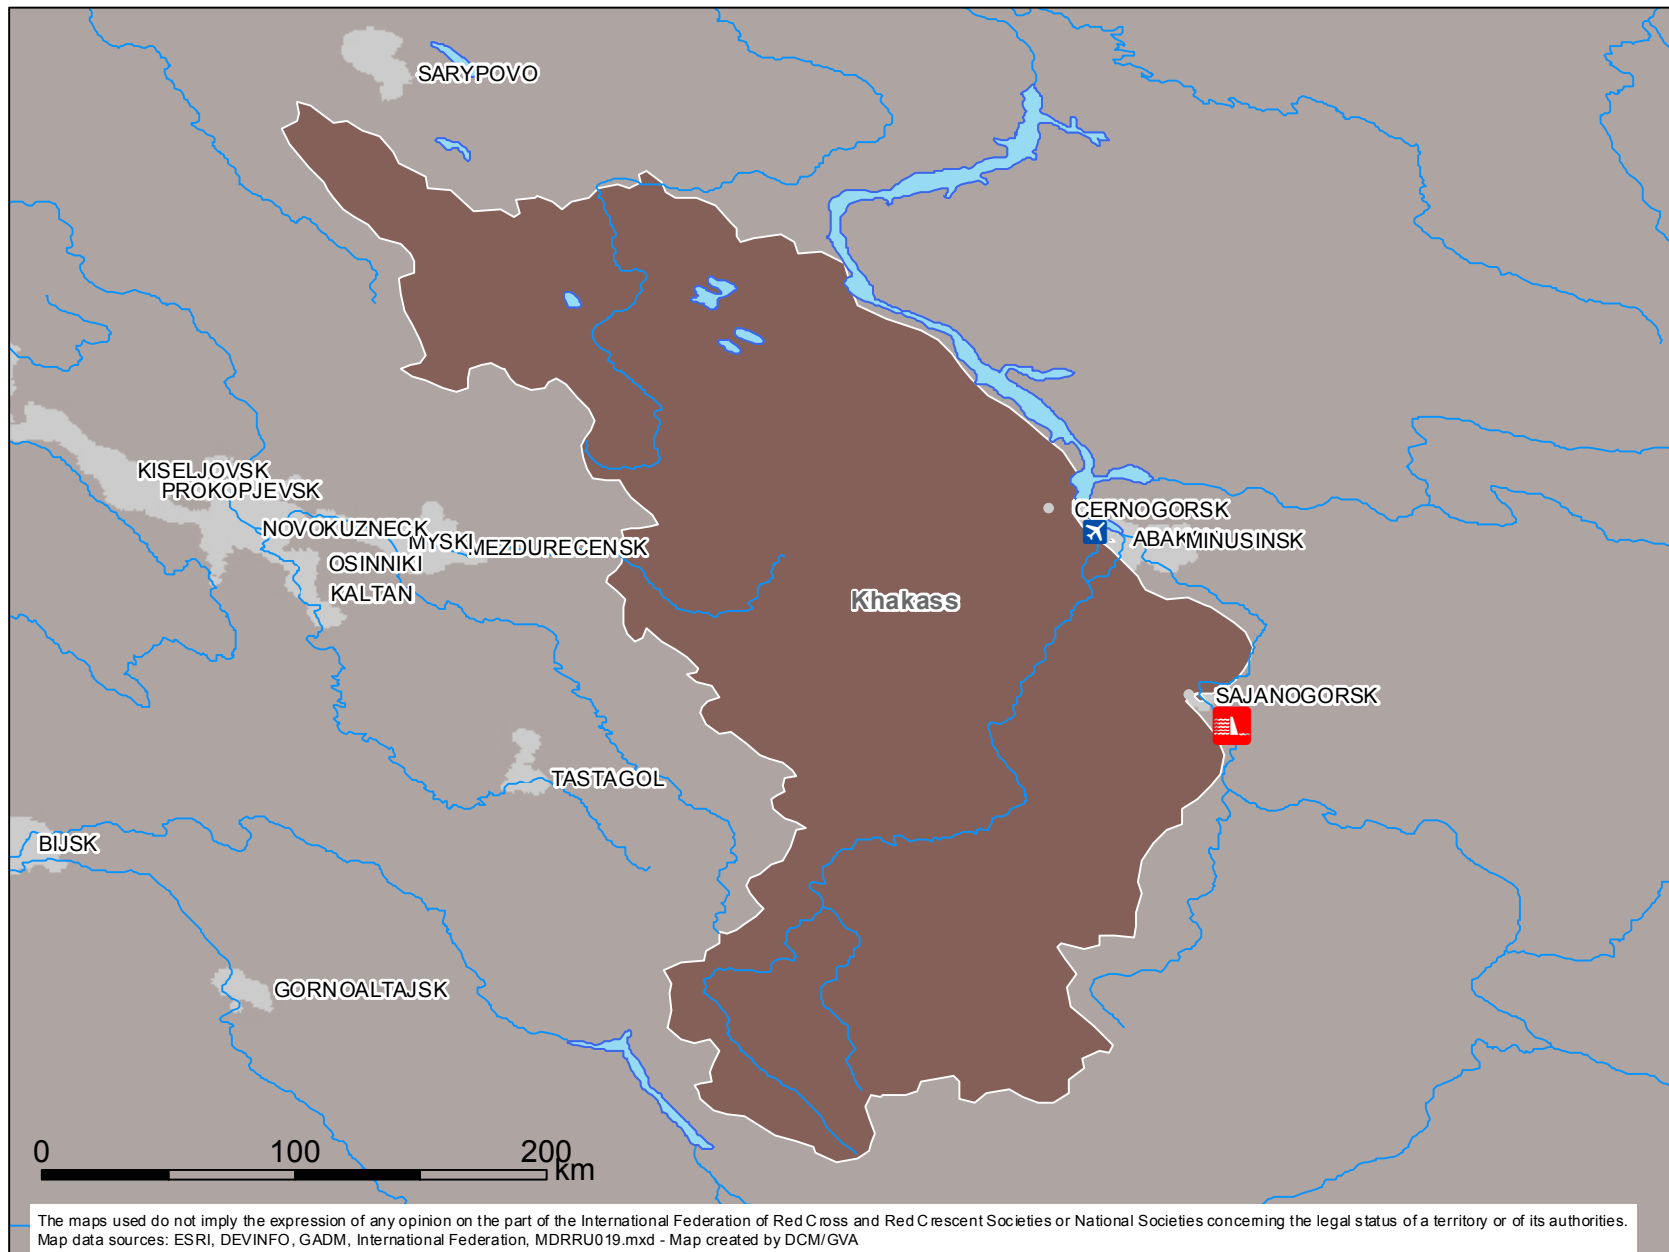 SARYPOVO
KISELJOVSK
PROKOPJEVSK
NOVOKUZNECK
MYSKI
MEZDURECENSK
OSINNIKI
KALTAN
CERNOGORSK
ABAK
MINUSINSK
Khakass
SAJANOGORSK
TASTAGOL
BIJSK
GORNOALTAJSK
0 100 200
km
The maps used do not imply the expression of any opinion on the part of the International Federation of Red Cross and Red Crescent Societies or National Societies concerning the legal status of a territory or of its authorities.
Map data sources: ESRI, DEVINFO, GADM, International Federation, MDRRU019.mxd - Map created by DCM/GVA